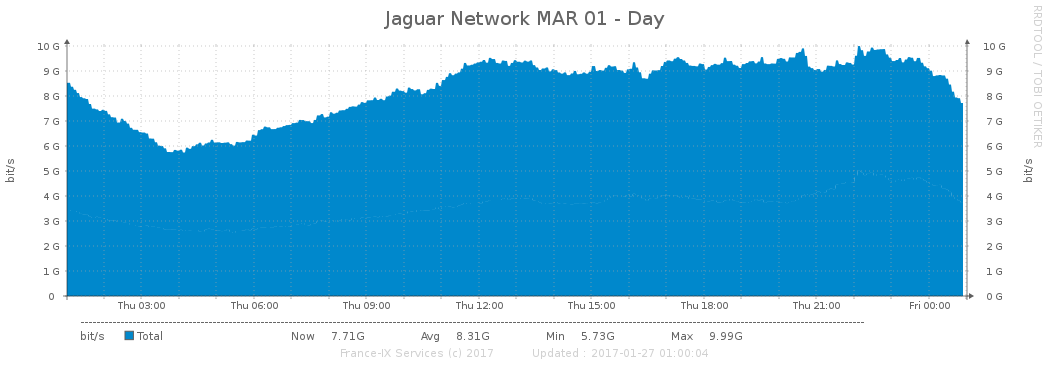 Jaguar Network MAR 01 - Day
RRDTOOL / TOBI OETIKER
bit/s
bit/s
10 G 10 G
9 G 9 G
8 G 8 G
7 G 7 G
6 G 6 G
5 G 5 G
4 G 4 G
3 G 3 G
2 G 2 G
1 G 1 G
0 0 G
Thu 03:00 Thu 06:00 Thu 09:00 Thu 12:00 Thu 15:00 Thu 18:00 Thu 21:00 Fri 00:00
bit/s Total Now 7.71G Avg 8.31G Min 5.73G Max 9.99G
France-IX Services (c) 2017 Updated : 2017-01-27 01:00:04